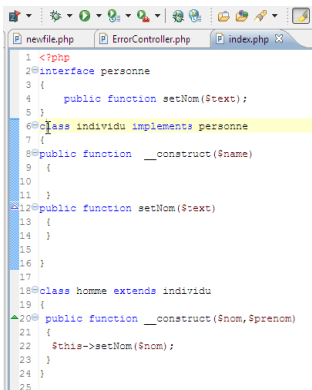 newfile.php ErrorController.php index.php
1 <?php
2 interface personne
3 {
4 public function setNom($text);
5 }
6 class individu implements personne
7 {
8 public function __construct($name)
9 {
10
11 }
12 public function setNom($text)
13 {
14 }
15
16 }
17
18 class homme extends individu
19 {
20 public function __construct($nom,$prenom)
21 {
22 $this->setNom($nom);
23 }
24 }
25